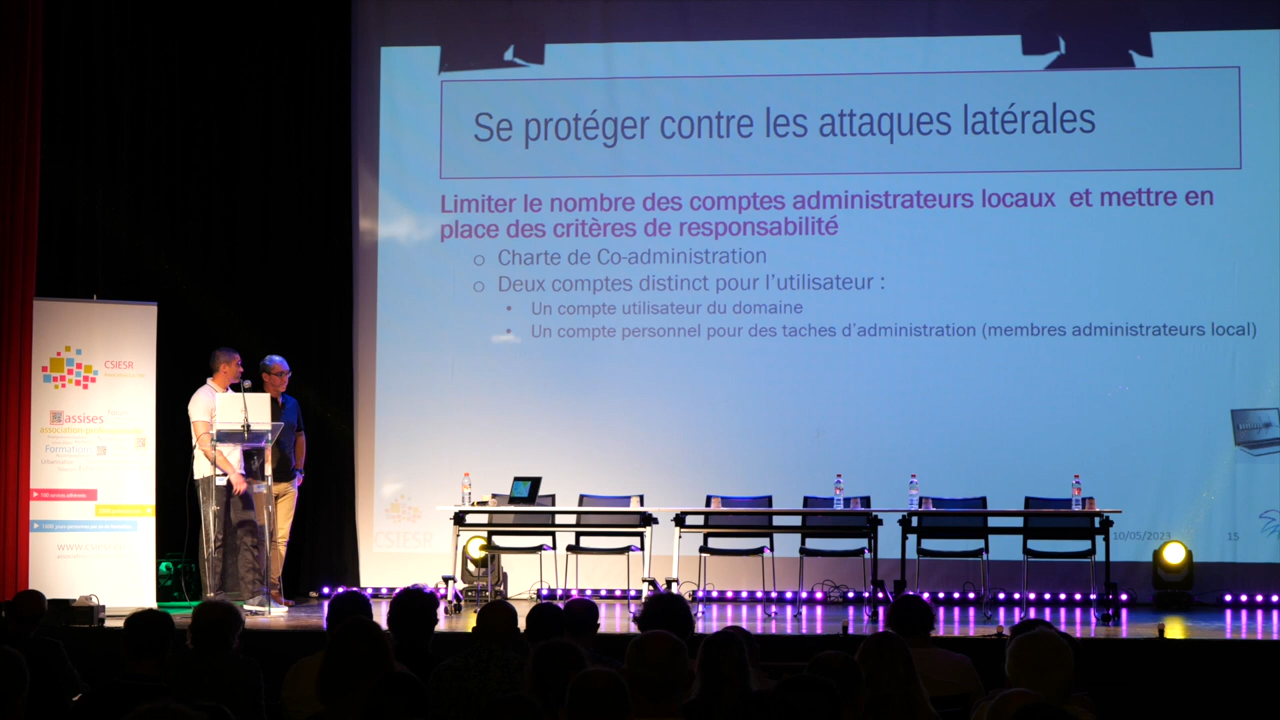 Se protéger contre les attaques latérales
Limiter le nombre des comptes administrateurs locaux et mettre en
place des critères de responsabilité
o Charte de Co-administration
o Deux comptes distinct pour l'utilisateur :
• Un compte utilisateur du domaine
• Un compte personnel pour des taches d'administration (membres administrateurs local)
CSIESR
10/05/2023
15
CSIESR
assises
association professionnelle
Formation